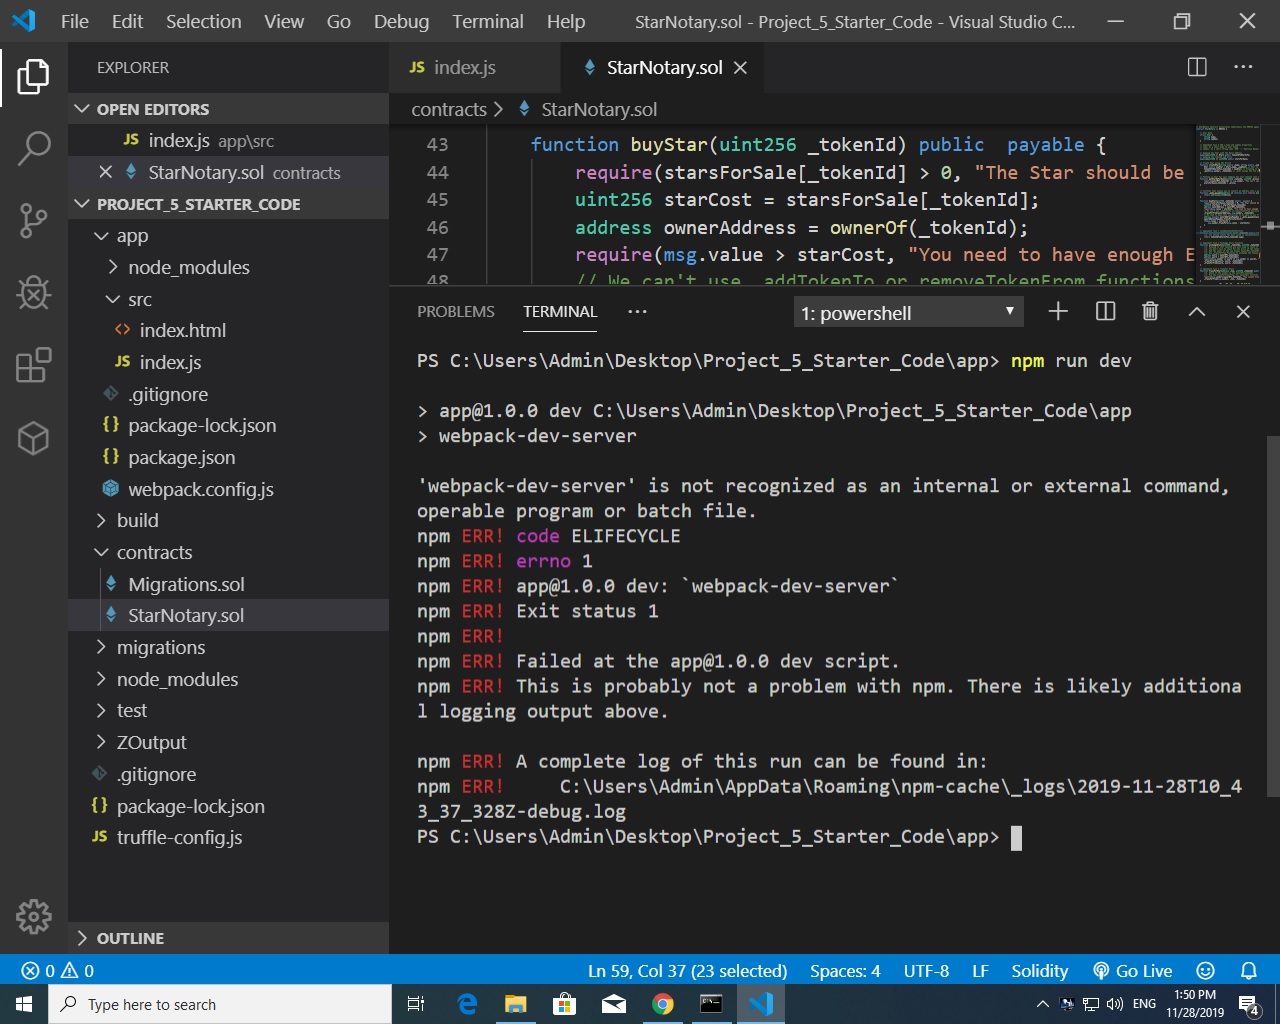 File Edit Selection View Go Debug Terminal Help StarNotary.sol - Project_5_Starter_Code - Visual Studio C...
EXPLORER
OPEN EDITORS
JS index.js app\src
StarNotary.sol contracts
PROJECT_5_STARTER_CODE
app
node_modules
src
<> index.html
JS index.js
.gitignore
{} package-lock.json
{} package.json
webpack.config.js
build
contracts
Migrations.sol
StarNotary.sol
migrations
node_modules
test
ZOutput
.gitignore
{} package-lock.json
JS truffle-config.js
OUTLINE
JS index.js StarNotary.sol
contracts > StarNotary.sol
43 function buyStar(uint256 _tokenId) public payable {
44 require(starsForSale[_tokenId] > 0, "The Star should be
45 uint256 starCost = starsForSale[_tokenId];
46 address ownerAddress = ownerOf(_tokenId);
47 require(msg.value > starCost, "You need to have enough E
48 // We can't use _addTokenTo or_removeTokenFrom functions
PROBLEMS TERMINAL ... 1: powershell
PS C:\Users\Admin\Desktop\Project_5_Starter_Code\app> npm run dev
> app@1.0.0 dev C:\Users\Admin\Desktop\Project_5_Starter_Code\app
> webpack-dev-server
'webpack-dev-server' is not recognized as an internal or external command,
operable program or batch file.
npm ERR! code ELIFECYCLE
npm ERR! errno 1
npm ERR! app@1.0.0 dev: `webpack-dev-server`
npm ERR! Exit status 1
npm ERR!
npm ERR! Failed at the app@1.0.0 dev script.
npm ERR! This is probably not a problem with npm. There is likely additiona
l logging output above.
npm ERR! A complete log of this run can be found in:
npm ERR!     C:\Users\Admin\AppData\Roaming\npm-cache\_logs\2019-11-28T10_4
3_37_328Z-debug.log
PS C:\Users\Admin\Desktop\Project_5_Starter_Code\app>
0 0 Ln 59, Col 37 (23 selected) Spaces: 4 UTF-8 LF Solidity Go Live
Type here to search ENG 1:50 PM
11/28/2019 4